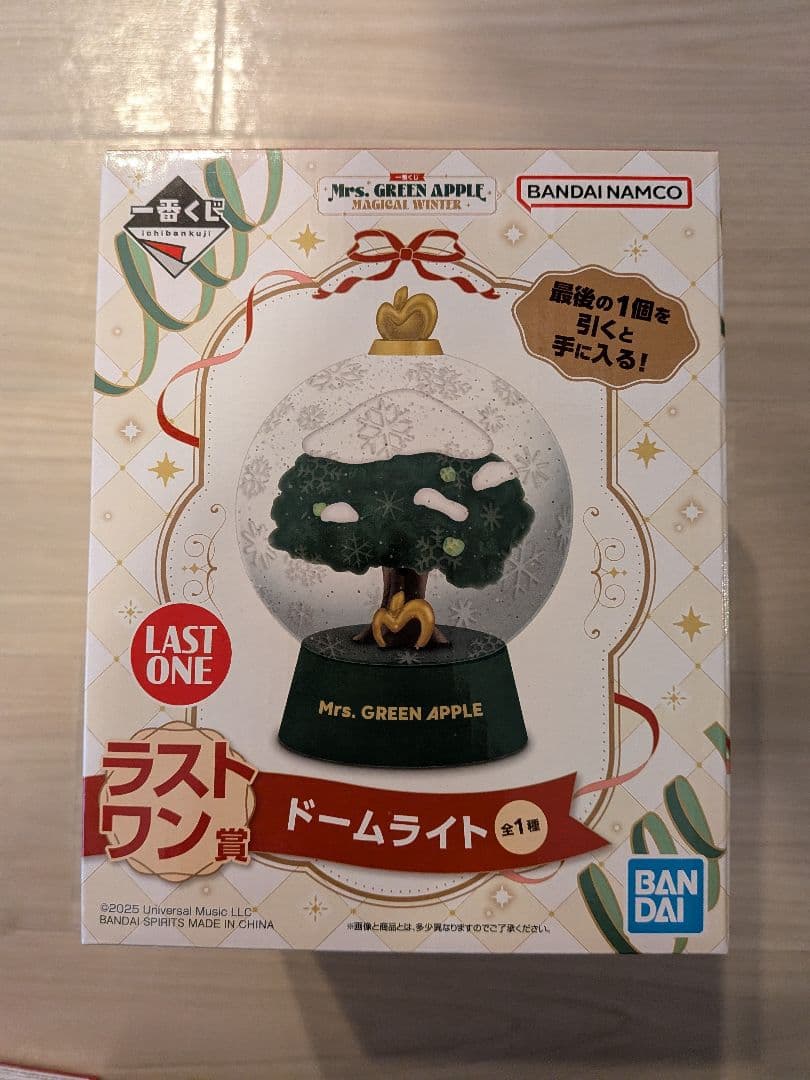 一番くじ
ichibankuji
一番くじ
Mrs. GREEN APPLE
MAGICAL WINTER
BANDAI NAMCO
最後の1個を
引くと
手に入る!
LAST
ONE
Mrs. GREEN APPLE
ラスト
ワン賞
ドームライト
全1種
©2025 Universal Music LLC
BANDAI SPIRITS MADE IN CHINA
※画像と商品とは、多少異なりますのでご了承ください。
BAN
DAI